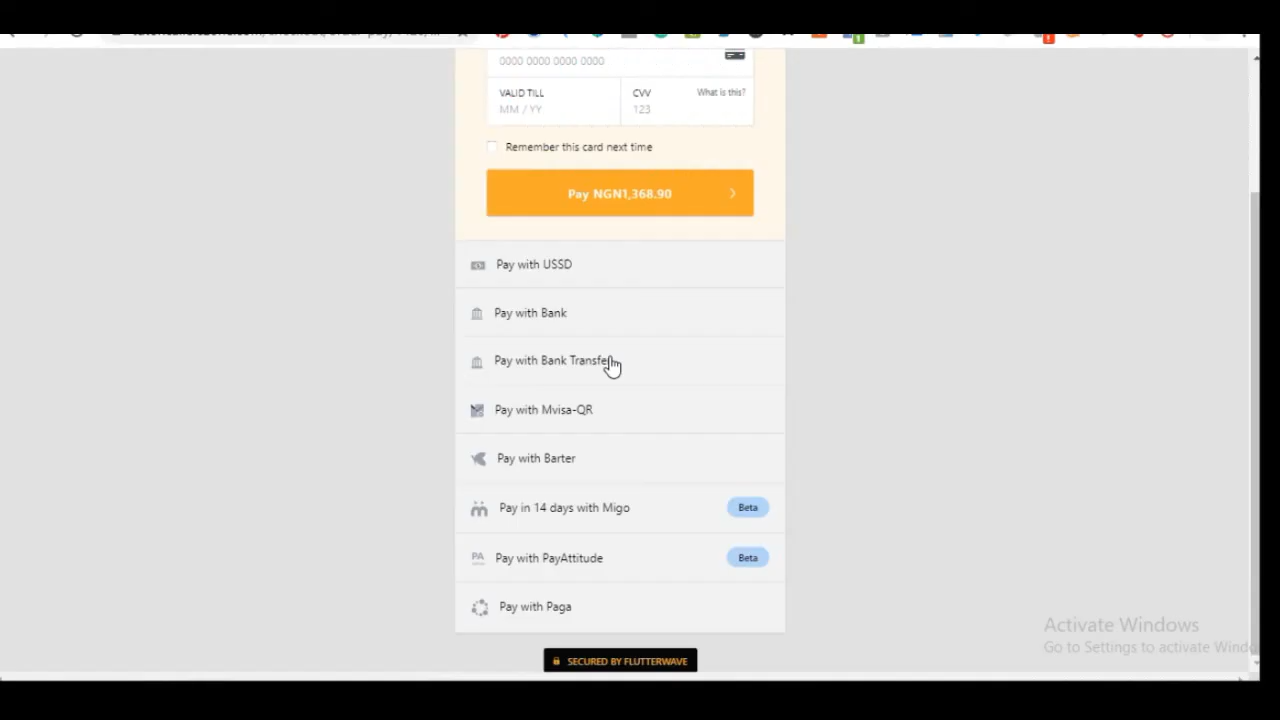 0000 0000 0000 0000
VALID TILL
MM / YY
CVV
What is this?
123
Remember this card next time
Pay NGN1,368.90
Pay with USSD
Pay with Bank
Pay with Bank Transfer
Pay with Mvisa-QR
Pay with Barter
Pay in 14 days with Migo
Beta
PA
Pay with PayAttitude
Beta
Pay with Paga
SECURED BY FLUTTERWAVE
Activate Windows
Go to Settings to activate